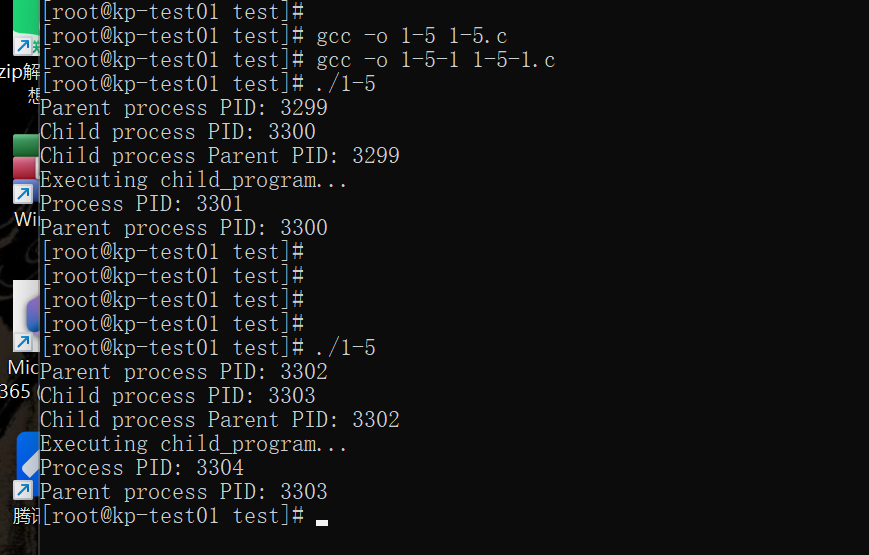 [root@kp-test01 test]#
[root@kp-test01 test]# gcc -o 1-5 1-5.c
[root@kp-test01 test]# gcc -o 1-5-1 1-5-1.c
[root@kp-test01 test]# ./1-5
Parent process PID: 3299
Child process PID: 3300
Child process Parent PID: 3299
Executing child_program...
Process PID: 3301
Parent process PID: 3300
[root@kp-test01 test]#
[root@kp-test01 test]#
[root@kp-test01 test]#
[root@kp-test01 test]#
[root@kp-test01 test]# ./1-5
Parent process PID: 3302
Child process PID: 3303
Child process Parent PID: 3302
Executing child_program...
Process PID: 3304
Parent process PID: 3303
[root@kp-test01 test]#
zip解
想
Wi
Mic
365 (
腾讯